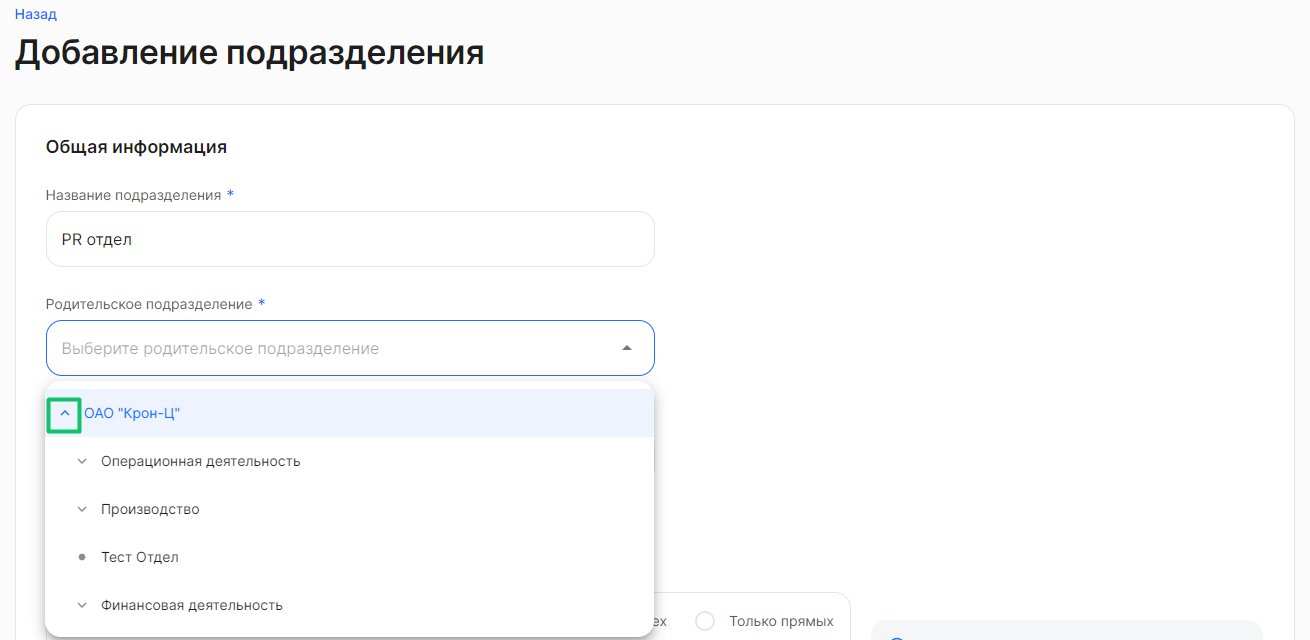 Назад
Добавление подразделения
Общая информация
Название подразделения *
PR отдел
Родительское подразделение *
Выберите родительское подразделение
ОАО "Крон-Ц"
Операционная деятельность
Производство
Тест Отдел
Финансовая деятельность
Только прямых